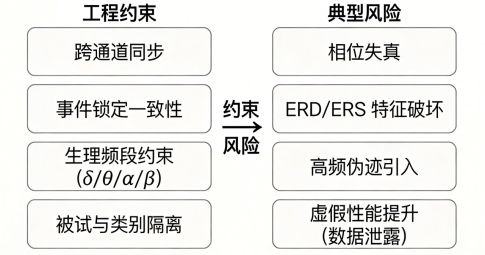 工程约束
跨通道同步
事件锁定一致性
生理频段约束
(δ/θ/α/β)
被试与类别隔离
约束
风险
典型风险
相位失真
ERD/ERS 特征破坏
高频伪迹引入
虚假性能提升
(数据泄露)